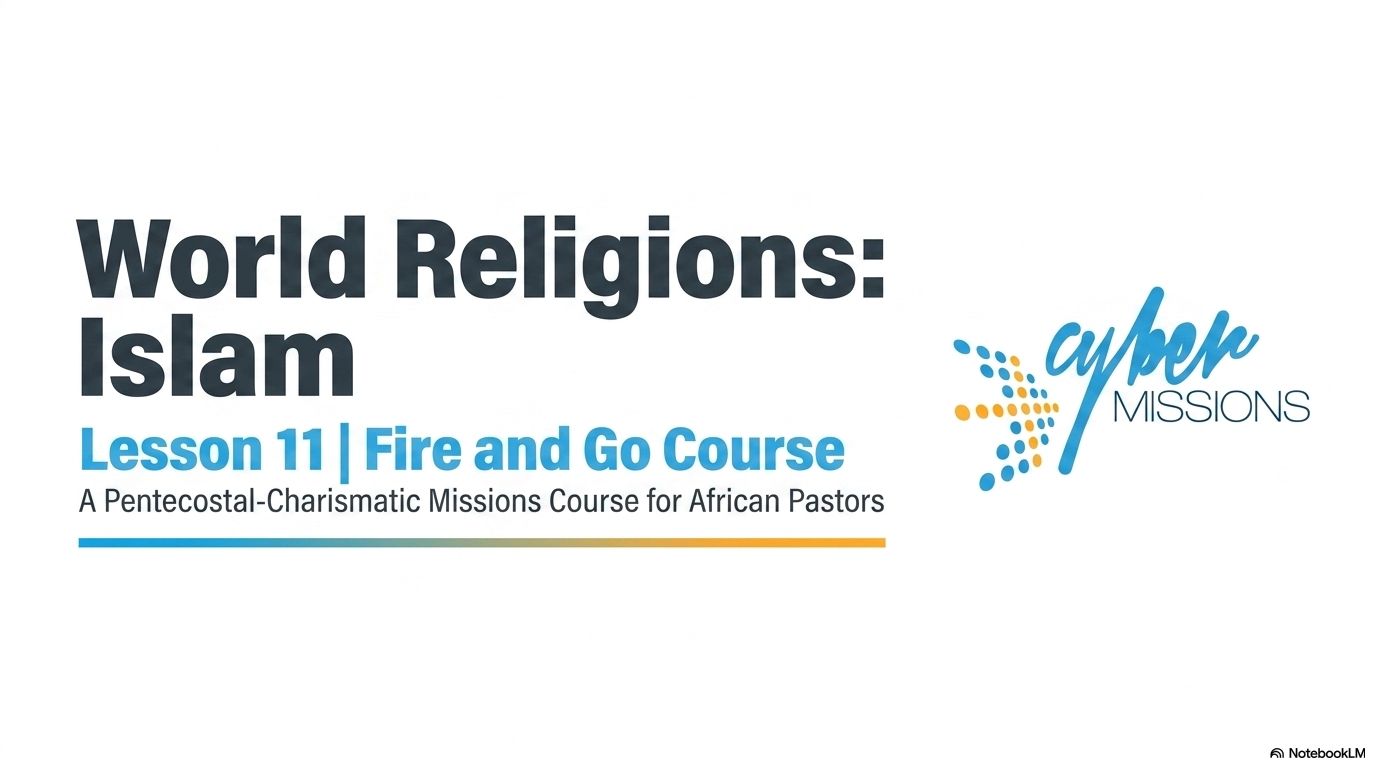 World Religions:
Islam
Lesson 11 | Fire and Go Course
A Pentecostal-Charismatic Missions Course for African Pastors
cyber
MISSIONS
NotebookLM